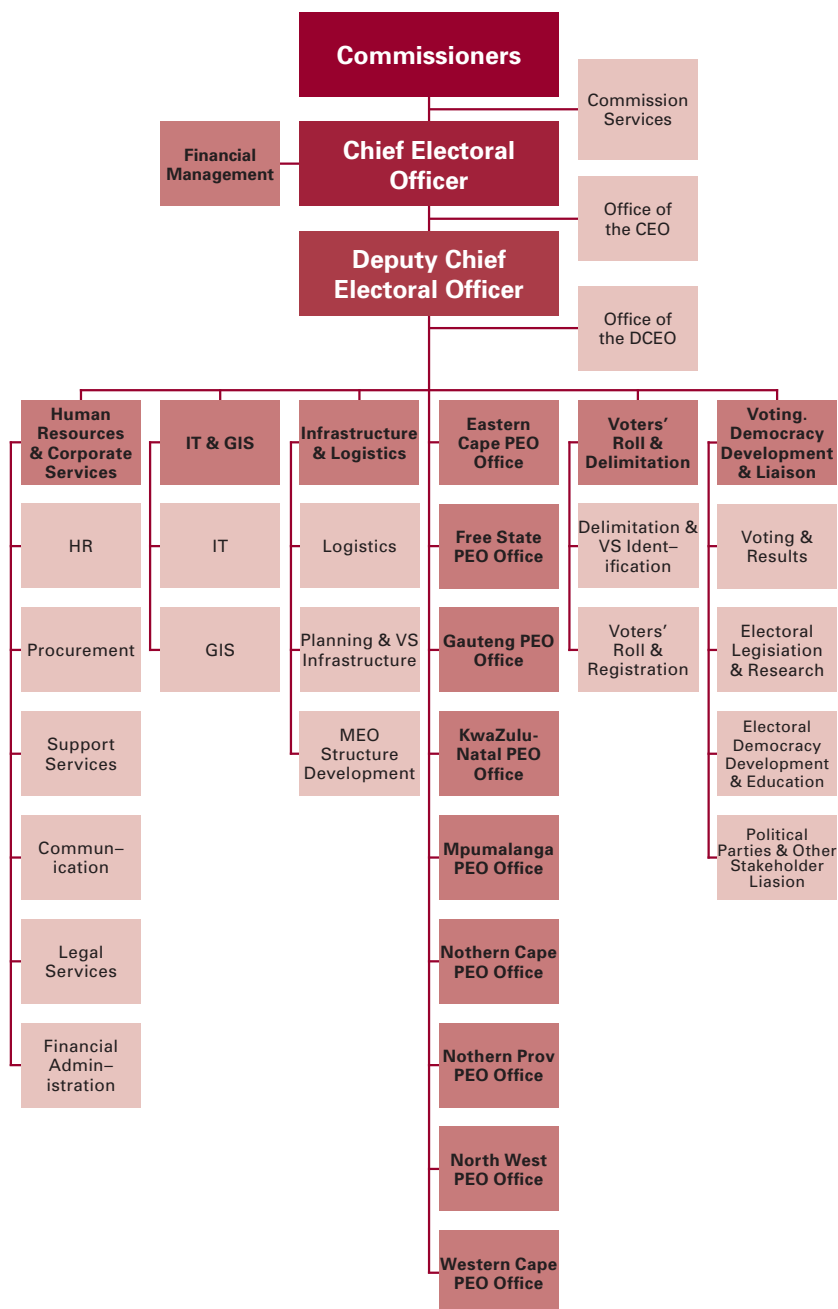 Commissioners
Commission
Services
Financial
Management
Chief Electoral
Officer
Office of
the CEO
Deputy Chief
Electoral Officer
Office of
the DCEO
Human
Resources
& Corporate
Services
HR
Procurement
Support
Services
Commun–
ication
Legal
Services
Financial
Admin–
istration
IT & GIS
IT
GIS
Infrastructure
& Logistics
Logistics
Planning & VS
Infrastructure
MEO
Structure
Development
Eastern
Cape PEO
Office
Free State
PEO Office
Gauteng PEO
Office
KwaZulu-
Natal PEO
Office
Mpumalanga
PEO Office
Nothern Cape
PEO Office
Nothern Prov
PEO Office
North West
PEO Office
Western Cape
PEO Office
Voters'
Roll &
Delimitation
Delimitation &
VS Ident–
ification
Voters'
Roll &
Registration
Voting.
Democracy
Development
& Liaison
Voting &
Results
Electoral
Legisiation
& Research
Electoral
Democracy
Development
& Education
Political
Parties & Other
Stakeholder
Liasion